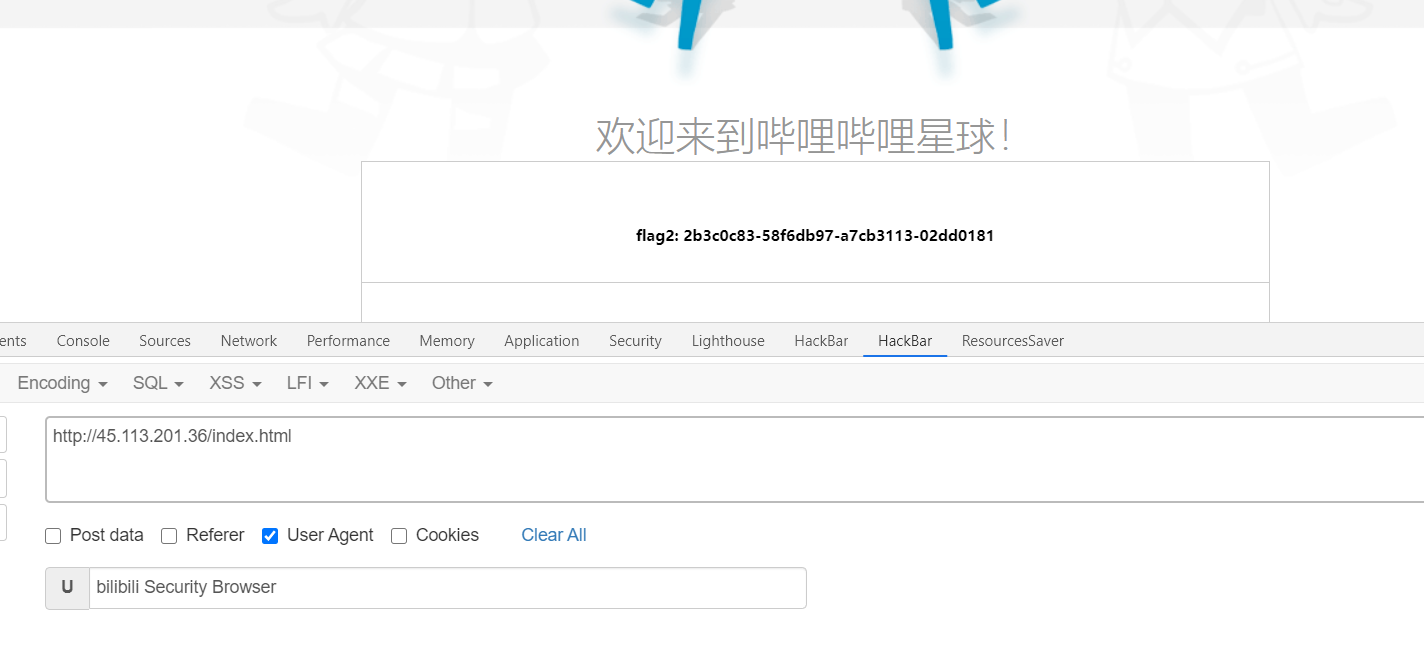 欢迎来到哔哩哔哩星球！
flag2: 2b3c0c83-58f6db97-a7cb3113-02dd0181
ents Console Sources Network Performance Memory Application Security Lighthouse HackBar HackBar ResourcesSaver
Encoding SQL XSS LFI XXE Other
http://45.113.201.36/index.html
Post data Referer User Agent Cookies Clear All
U bilibili Security Browser